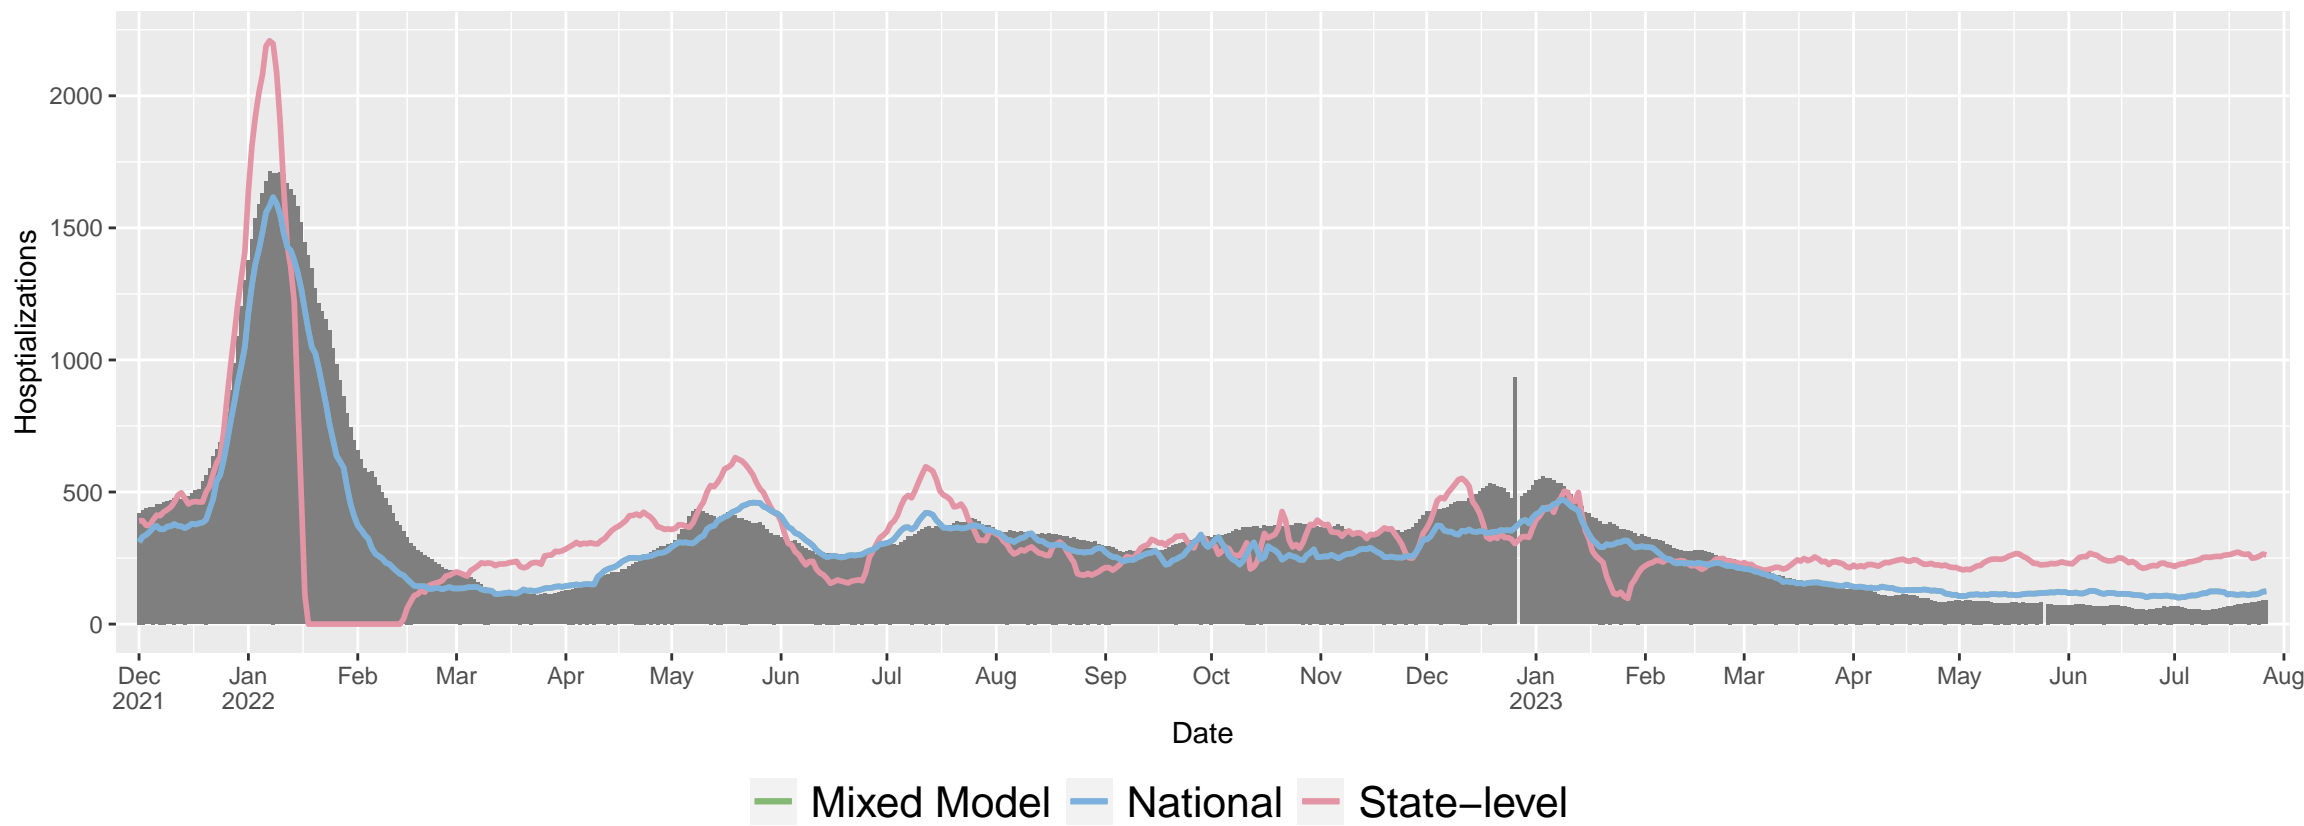 Hosptializations
2000
1500
1000
500
0
Dec Jan Feb Mar Apr May Jun Jul Aug Sep Oct Nov Dec Jan Feb Mar Apr May Jun Jul Aug
2021 2022 2023
Date
Mixed Model National State−level